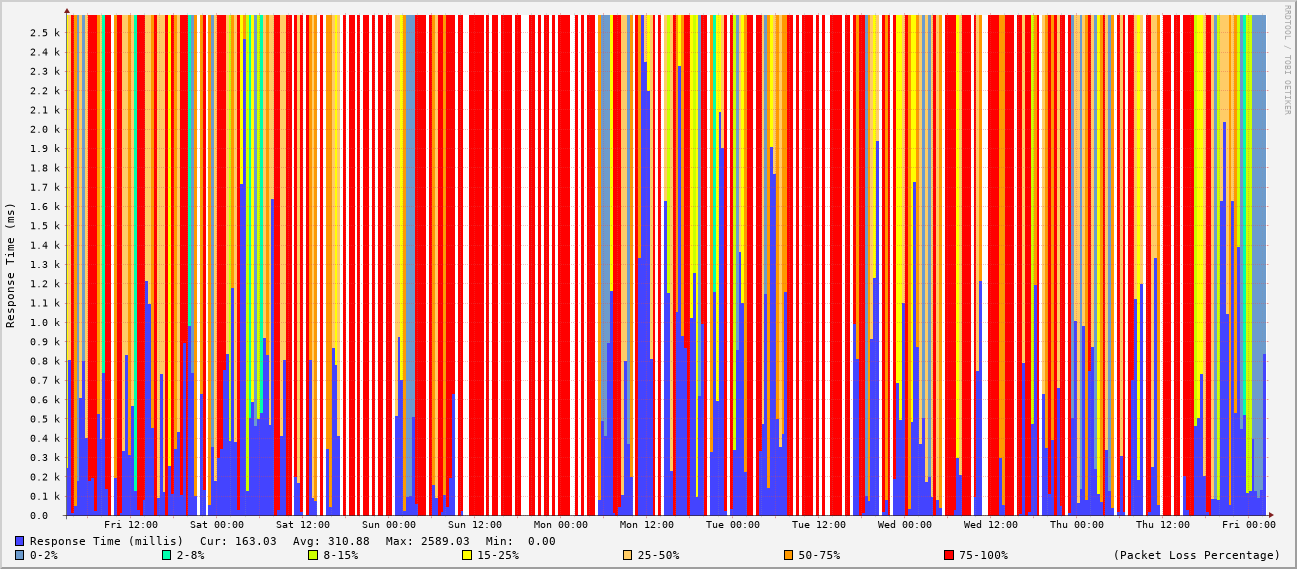 RRDTOOL / TOBI OETIKER
Response Time (ms)
2.5 k
2.4 k
2.3 k
2.2 k
2.1 k
2.0 k
1.9 k
1.8 k
1.7 k
1.6 k
1.5 k
1.4 k
1.3 k
1.2 k
1.1 k
1.0 k
0.9 k
0.8 k
0.7 k
0.6 k
0.5 k
0.4 k
0.3 k
0.2 k
0.1 k
0.0
Fri 12:00 Sat 00:00 Sat 12:00 Sun 00:00 Sun 12:00 Mon 00:00 Mon 12:00 Tue 00:00 Tue 12:00 Wed 00:00 Wed 12:00 Thu 00:00 Thu 12:00 Fri 00:00
Response Time (millis) Cur: 163.03 Avg: 310.88 Max: 2589.03 Min: 0.00
0-2% 2-8% 8-15% 15-25% 25-50% 50-75% 75-100% (Packet Loss Percentage)